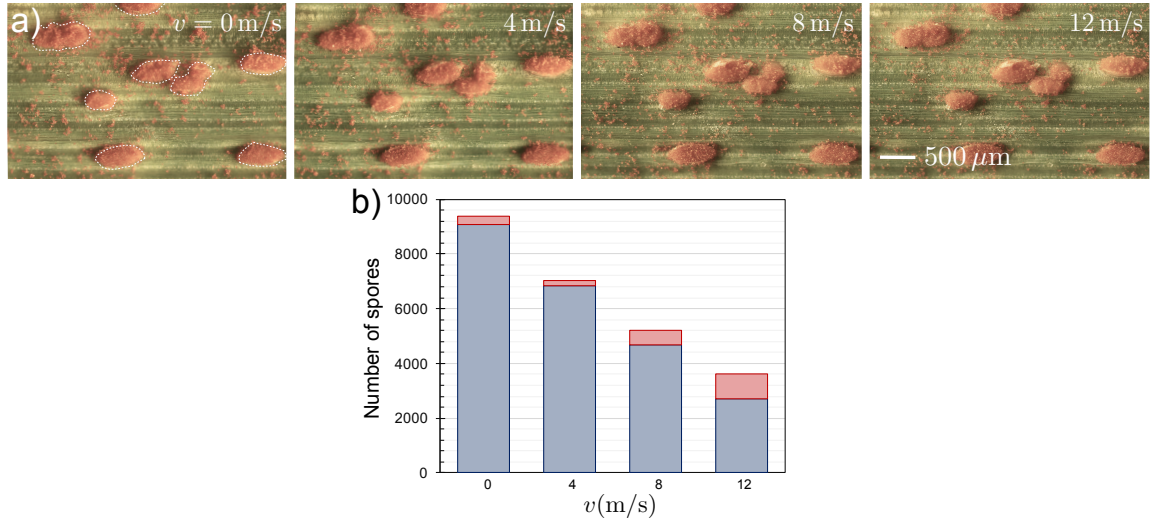 a)
v = 0 m/s
4 m/s
8 m/s
12 m/s
500 μm
b)
Number of spores
10000
8000
6000
4000
2000
0
0 4 8 12
v(m/s)